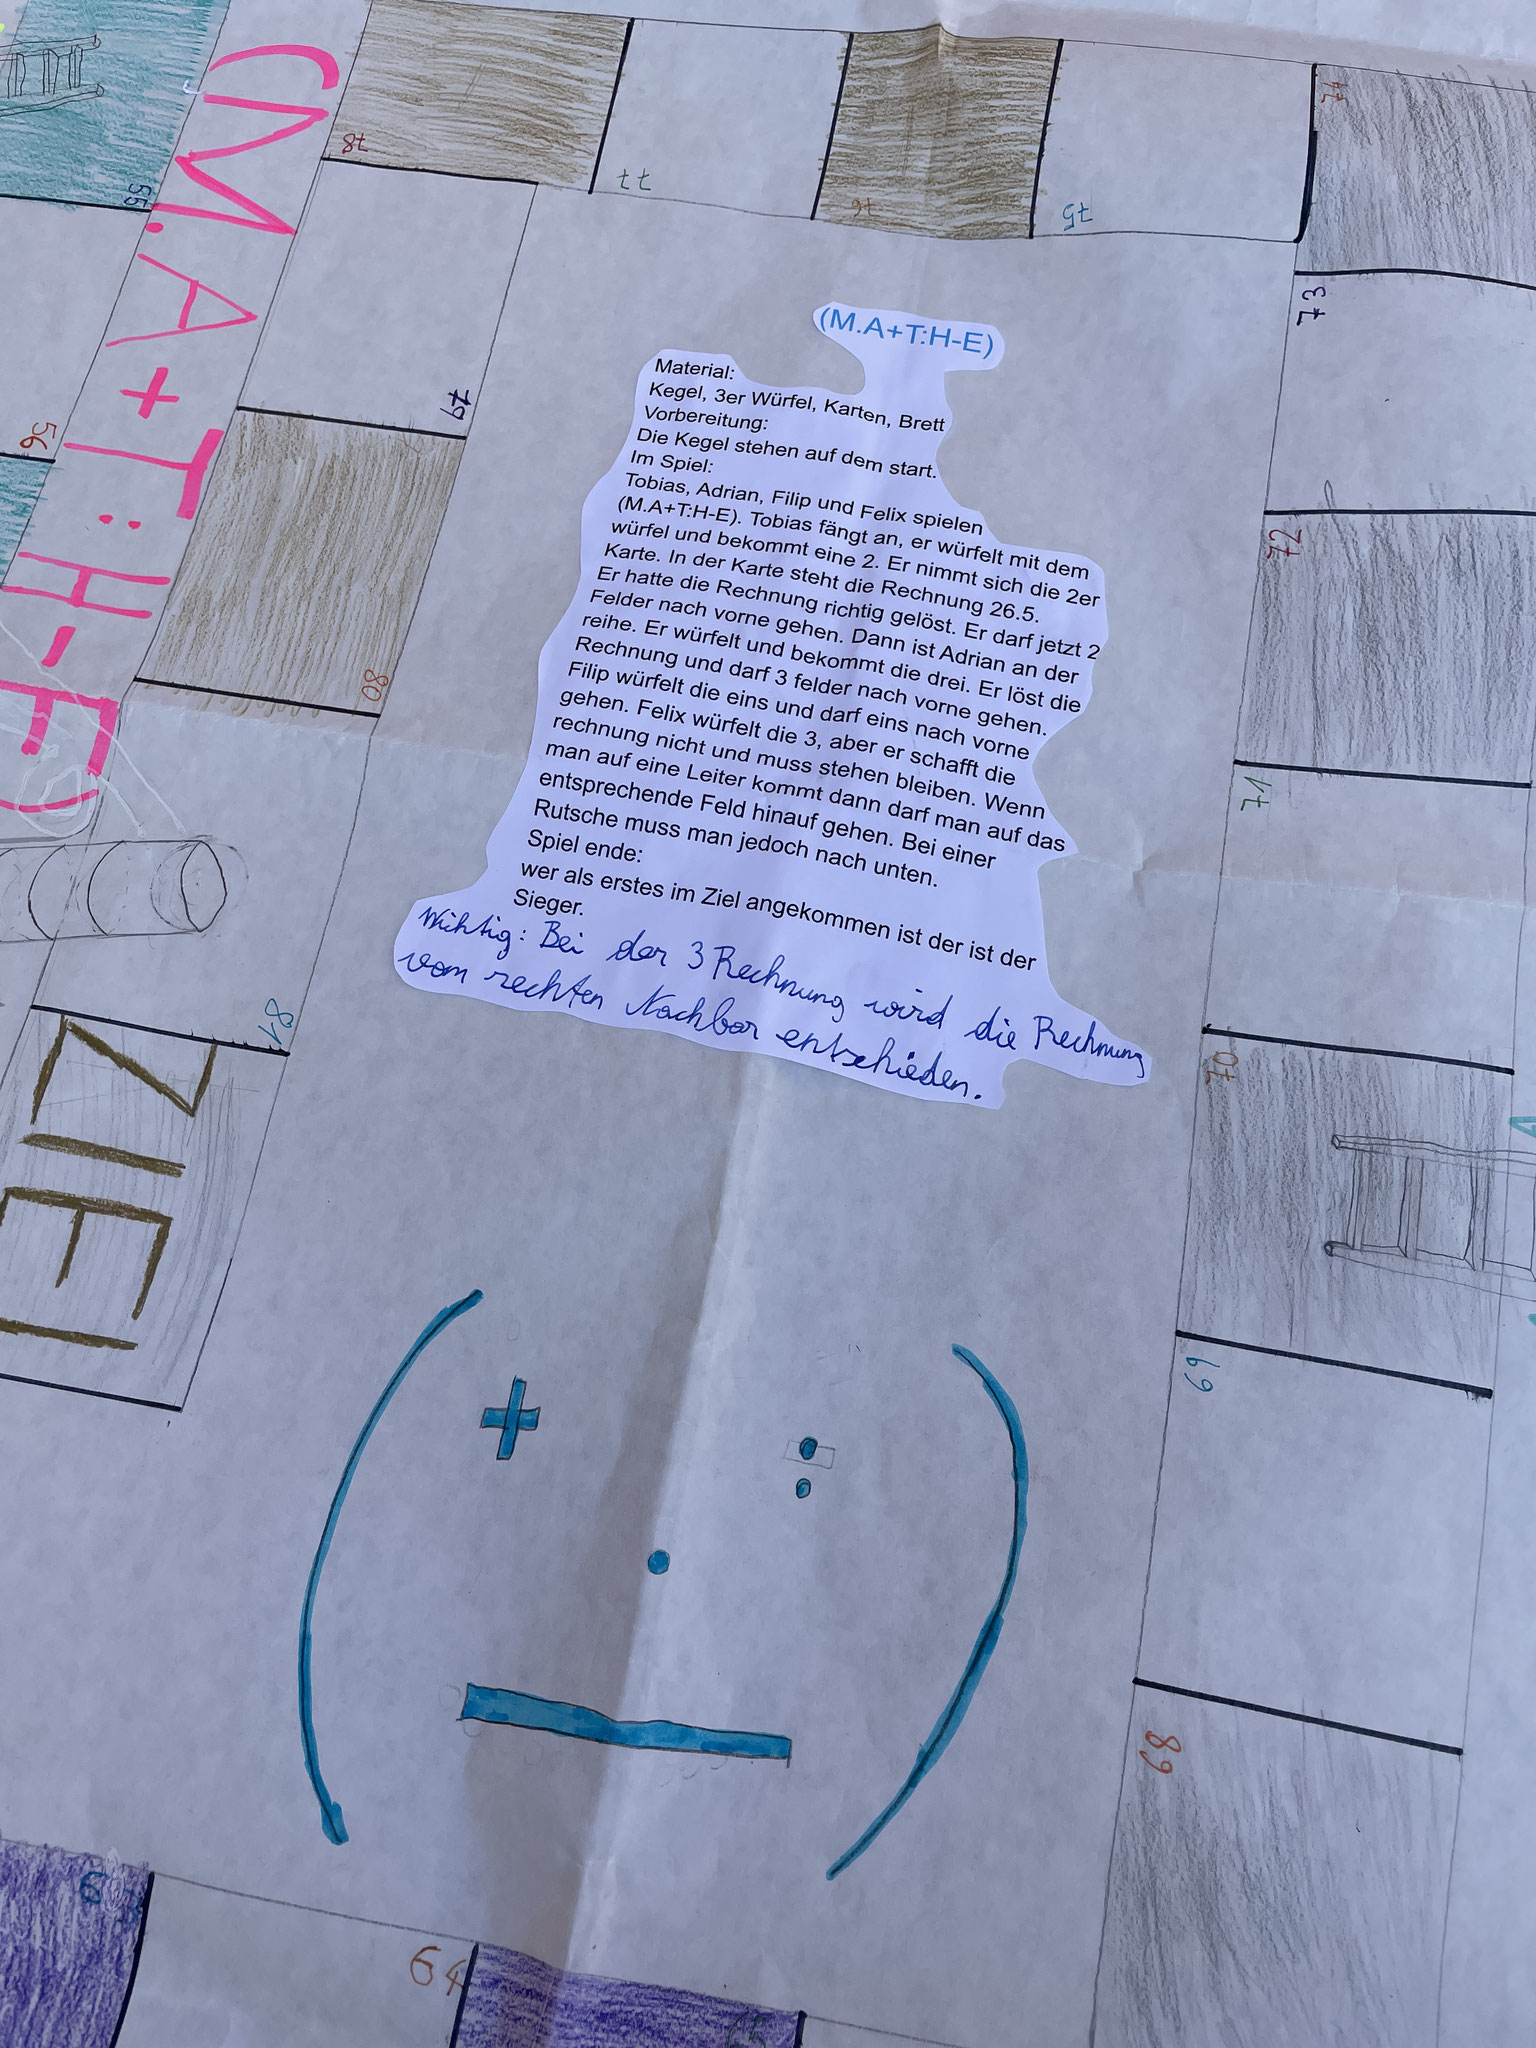 (M.A+T:H-E)
78
77
76
75
74
73
72
71
70
69
68
64
55
56
79
80
81
ZIEL
(M.A+T:H-E)
Material:
Kegel, 3er Würfel, Karten, Brett
Vorbereitung:
Die Kegel stehen auf dem start.
Im Spiel:
Tobias, Adrian, Filip und Felix spielen
(M.A+T:H-E). Tobias fängt an, er würfelt mit dem
würfel und bekommt eine 2. Er nimmt sich die 2er
Karte. In der Karte steht die Rechnung 26.5.
Er hatte die Rechnung richtig gelöst. Er darf jetzt 2
Felder nach vorne gehen. Dann ist Adrian an der
reihe. Er würfelt und bekommt die drei. Er löst die
Rechnung und darf 3 felder nach vorne gehen.
Filip würfelt die eins und darf eins nach vorne
gehen. Felix würfelt die 3, aber er schafft die
rechnung nicht und muss stehen bleiben. Wenn
man auf eine Leiter kommt dann darf man auf das
entsprechende Feld hinauf gehen. Bei einer
Rutsche muss man jedoch nach unten.
Spiel ende:
wer als erstes im Ziel angekommen ist der ist der
Sieger.
Wichtig: Bei der 3 Rechnung wird die Rechnung
vom rechten Nachbar entschieden.
+ :
.
-